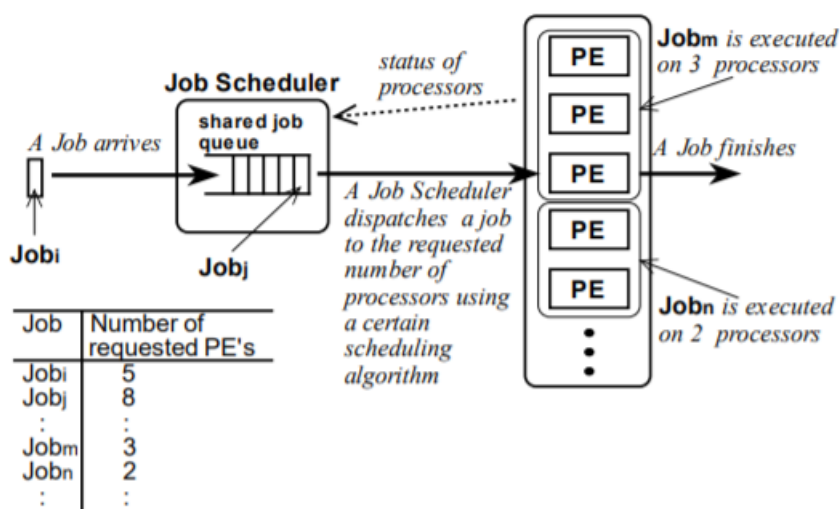 status of
processors
Job Scheduler
shared job
queue
A Job arrives
Jobi
Jobj
A Job Scheduler
dispatches a job
to the requested
number of
processors using
a certain
scheduling
algorithm
PE
PE
PE
PE
PE
Jobm is executed
on 3 processors
A Job finishes
Jobn is executed
on 2 processors
Job Number of
requested PE's
Jobi 5
Jobj 8
: :
Jobm 3
Jobn 2
: :